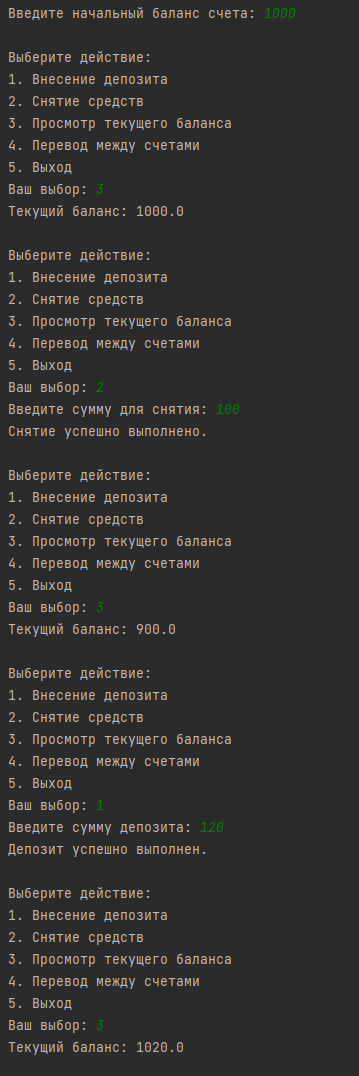 Введите начальный баланс счета: 1000
Выберите действие:
1. Внесение депозита
2. Снятие средств
3. Просмотр текущего баланса
4. Перевод между счетами
5. Выход
Ваш выбор: 3
Текущий баланс: 1000.0
Выберите действие:
1. Внесение депозита
2. Снятие средств
3. Просмотр текущего баланса
4. Перевод между счетами
5. Выход
Ваш выбор: 2
Введите сумму для снятия: 100
Снятие успешно выполнено.
Выберите действие:
1. Внесение депозита
2. Снятие средств
3. Просмотр текущего баланса
4. Перевод между счетами
5. Выход
Ваш выбор: 3
Текущий баланс: 900.0
Выберите действие:
1. Внесение депозита
2. Снятие средств
3. Просмотр текущего баланса
4. Перевод между счетами
5. Выход
Ваш выбор: 1
Введите сумму депозита: 120
Депозит успешно выполнен.
Выберите действие:
1. Внесение депозита
2. Снятие средств
3. Просмотр текущего баланса
4. Перевод между счетами
5. Выход
Ваш выбор: 3
Текущий баланс: 1020.0